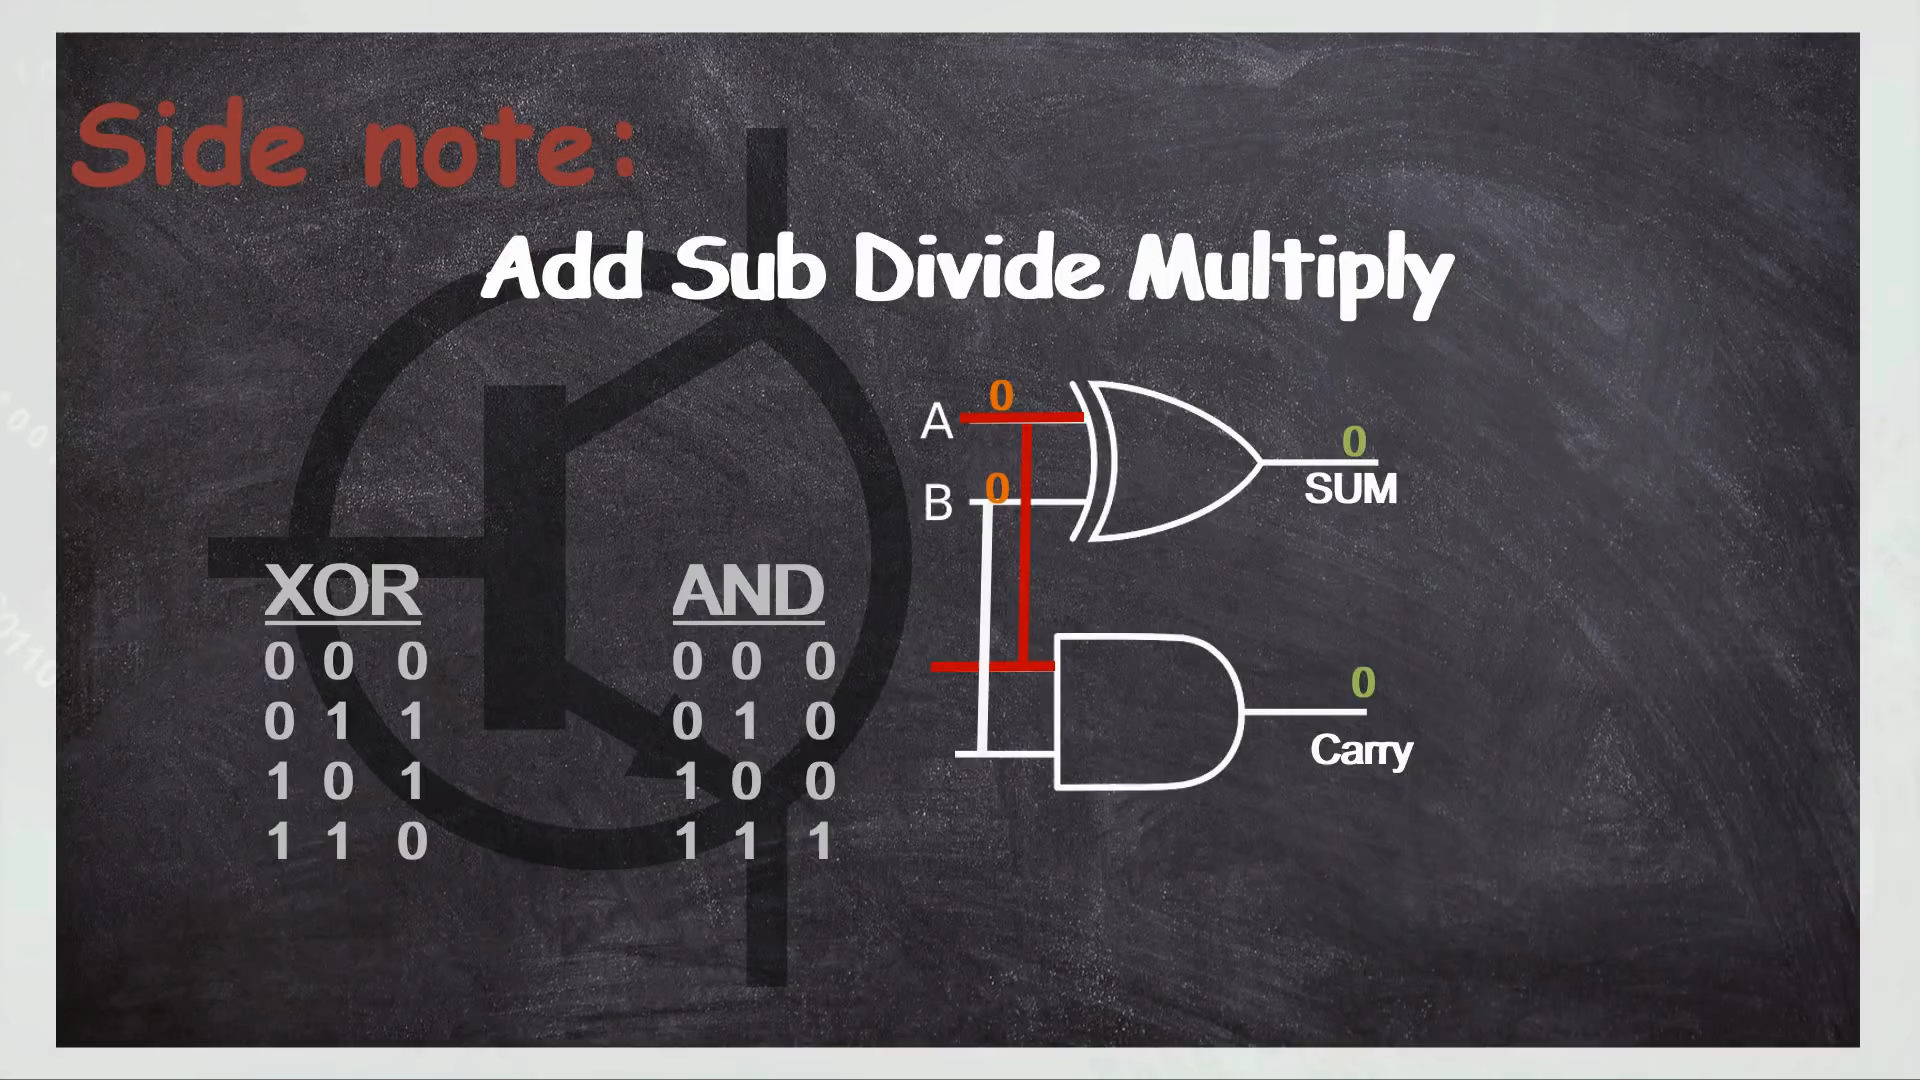 Side note:
Add Sub Divide Multiply
A 0
0
SUM
B 0
XOR
0 0 0
0 1 1
1 0 1
1 1 0
AND
0 0 0
0 1 0
1 0 0
1 1 1
0
Carry